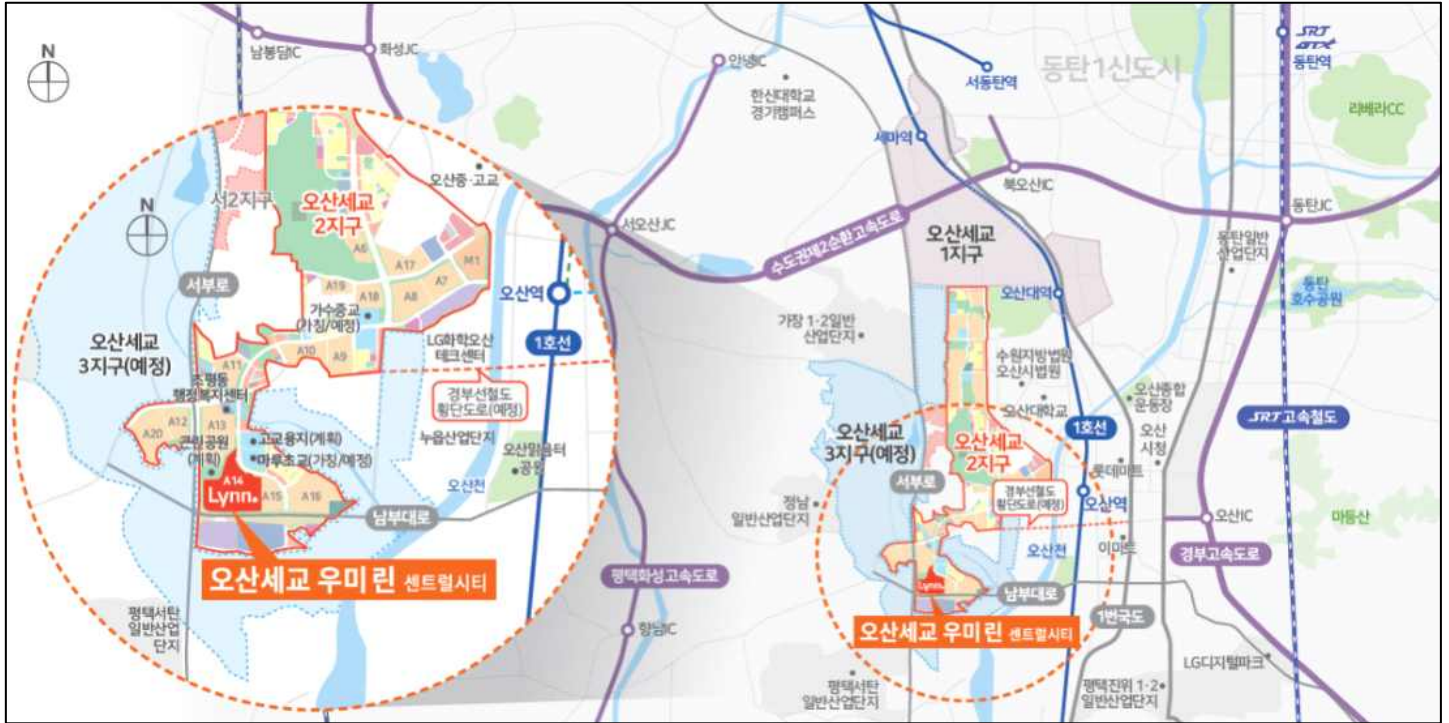 N
남봉담IC
화성JC
안녕IC
한신대학교
경기캠퍼스
서동탄역
세마역
동탄1신도시
SRT
GTX
동탄역
리베라CC
북오산IC
동탄JC
동탄일반
산업단지
동탄
호수공원
오산중·고교
서오산JC
수도권제2순환고속도로
오산세교
1지구
오산대역
가장 1·2일반
산업단지
수원지방법원
오산시법원
오산대학교
오산종합
운동장
오산
시청
1호선
SRT고속철도
롯데마트
오산세교
3지구(예정)
오산세교
2지구
서부로
경부선철도
횡단도로(예정)
오산역
정남
일반산업단지
오산IC
마등산
오산천
이마트
경부고속도로
남부대로
1번국도
Lynn.
오산세교 우미린 센트럴시티
평택화성고속도로
향남IC
평택서탄
일반산업단지
평택진위 1·2
일반산업단지
LG디지털파크
N
서2지구
오산세교
2지구
A6
A17
M1
A19
A18
A8
A7
서부로
가수중교
(가칭/예정)
오산역
1호선
오산세교
3지구(예정)
A10
A9
LG화학오산
테크센터
A11
초평동
행정복지센터
경부선철도
횡단도로(예정)
A12
A20
A13
근린공원
(계획)
고교용지(계획)
마루초교(가칭/예정)
누읍산업단지
오산맑음터
공원
오산천
A14
Lynn.
A15
A16
남부대로
오산세교 우미린 센트럴시티
평택서탄
일반산업
단지